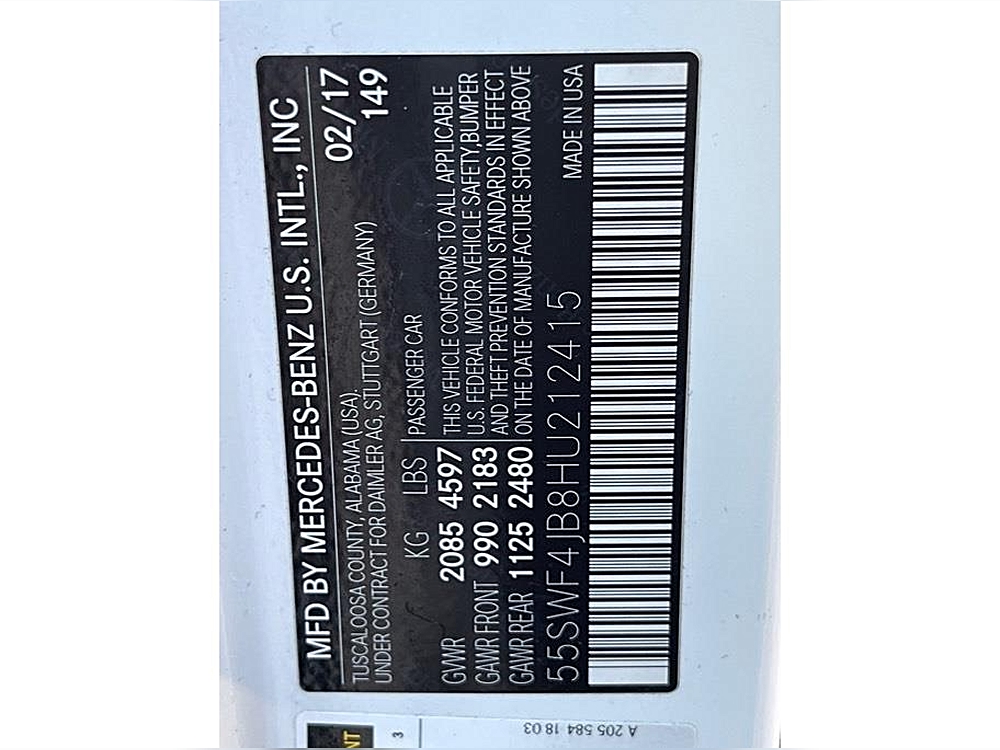 MFD BY MERCEDES-BENZ U.S. INTL., INC
TUSCALOOSA COUNTY, ALABAMA (USA). 02/17
UNDER CONTRACT FOR DAIMLER AG, STUTTGART (GERMANY) 149
KG LBS PASSENGER CAR
GVWR 2085 4597 THIS VEHICLE CONFORMS TO ALL APPLICABLE
GAWR FRONT 990 2183 U.S. FEDERAL MOTOR VEHICLE SAFETY,BUMPER
AND THEFT PREVENTION STANDARDS IN EFFECT
GAWR REAR 1125 2480 ON THE DATE OF MANUFACTURE SHOWN ABOVE
55SWF4JB8HU212415 MADE IN USA
NT
3
A 205 584 18 03